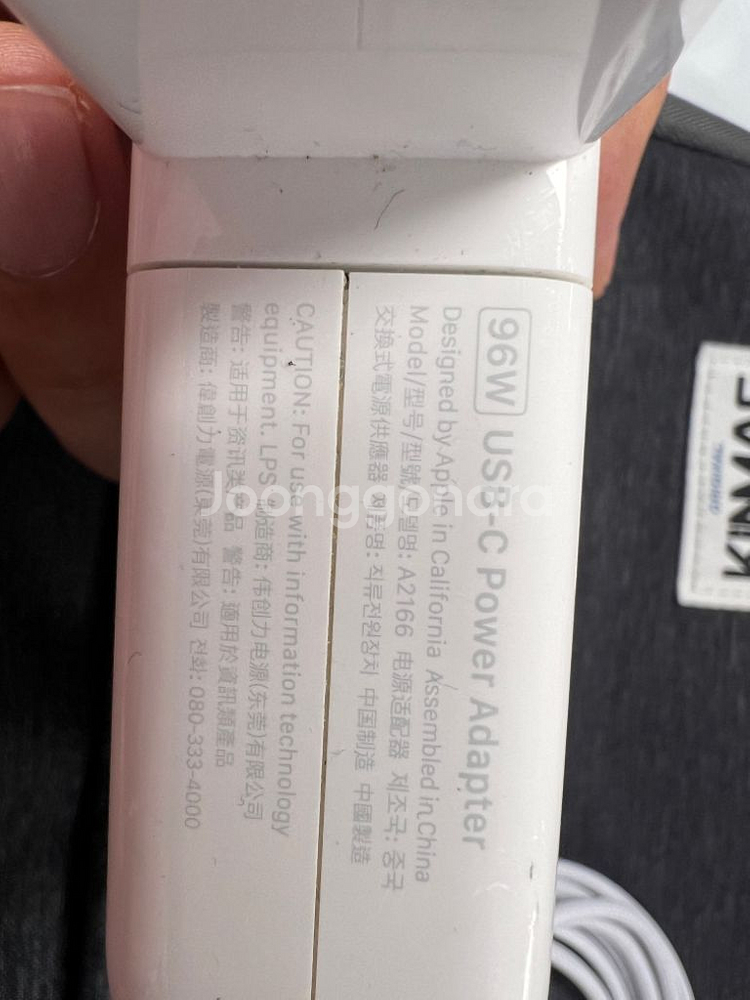 96W USB-C Power Adapter
Designed by Apple in California Assembled in China
Model/型号/型號/모델명: A2166 电源适配器 제조국: 중국
交換式電源供應器 제품명: 직류전원장치 中国制造 中國製造
CAUTION: For use with information technology
equipment. LPS 制造商: 伟创力电源(东莞)有限公司
警告: 适用于资讯类产品 警告: 適用於資訊類產品
製造商: 偉創力電源(東莞)有限公司 전화: 080-333-4000
Joonggonara